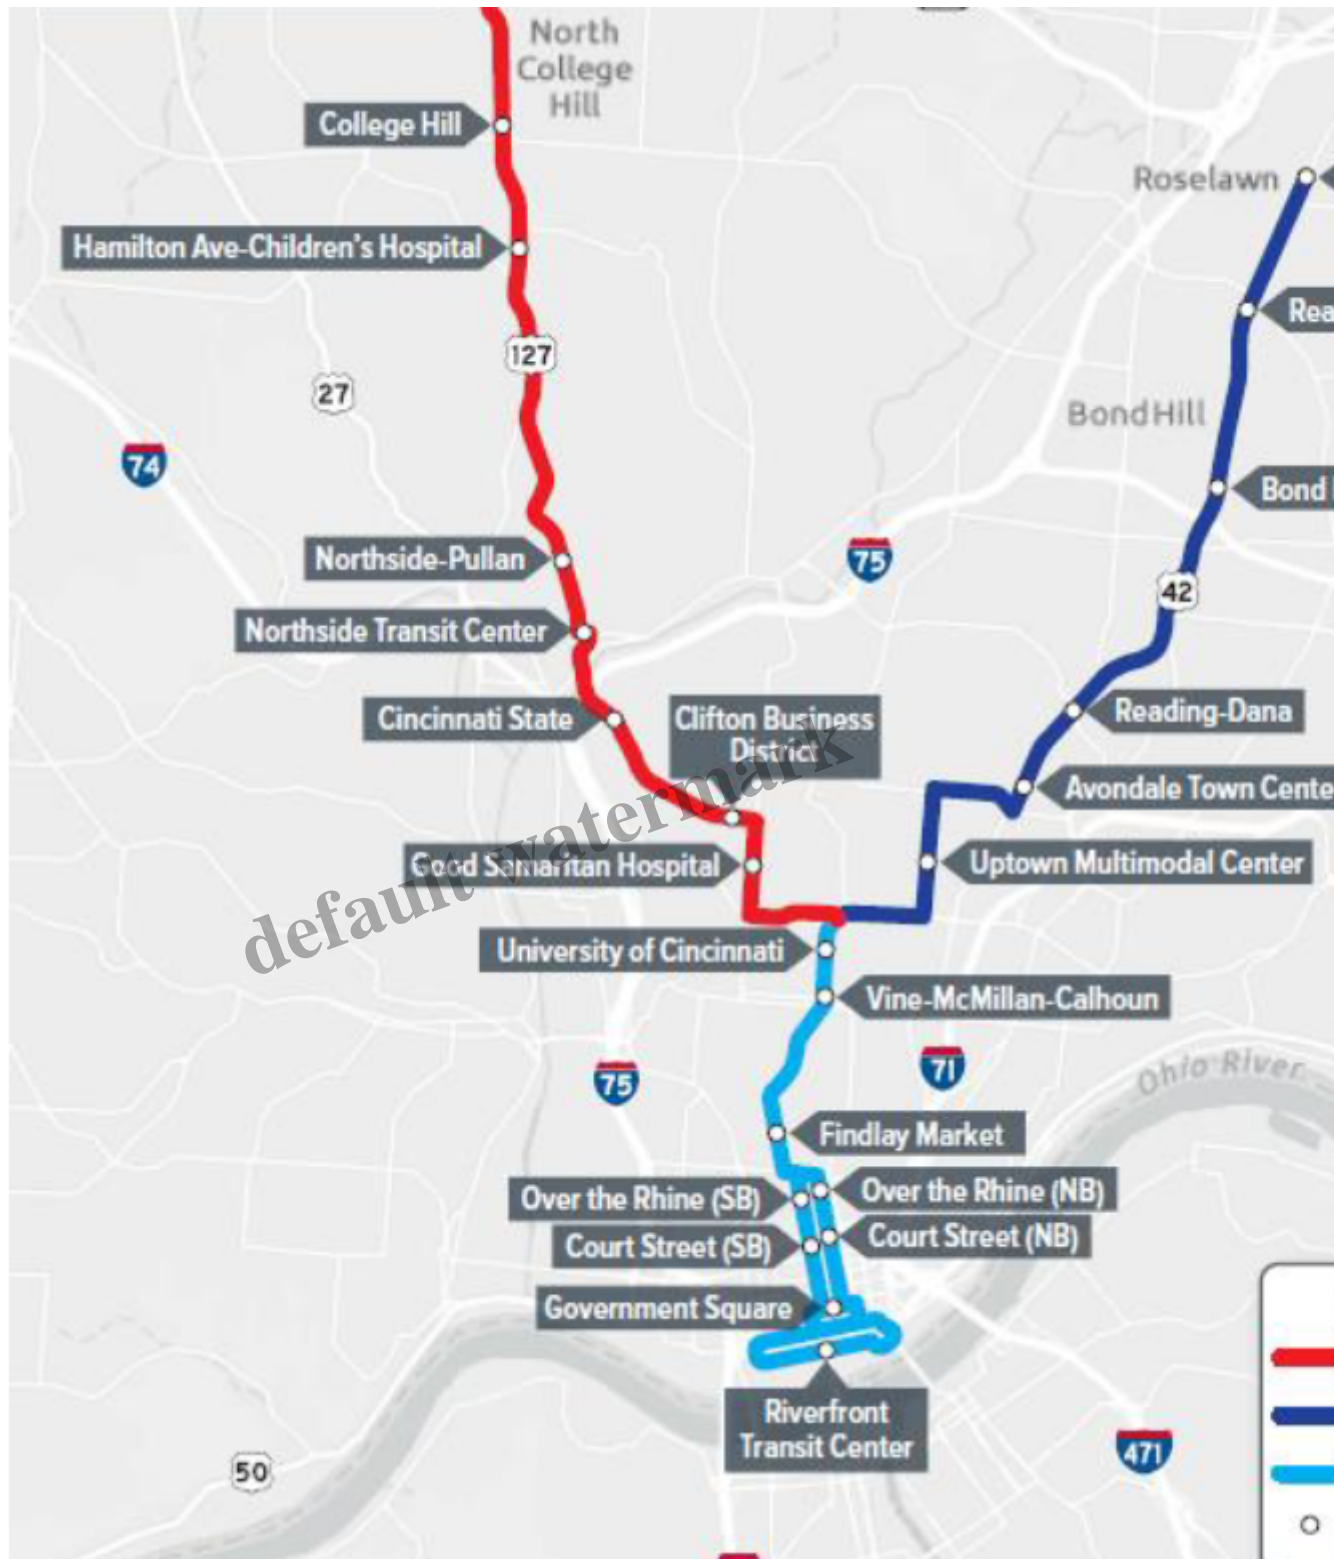 North
College
Hill
College Hill
Roselawn
Hamilton Ave-Children's Hospital
Rea
127
27
BondHill
74
Bond
Northside-Pullan
75
42
Northside Transit Center
Cincinnati State
Clifton Business
District
Reading-Dana
Avondale Town Cente
Good Samaritan Hospital
Uptown Multimodal Center
default watermark
University of Cincinnati
Vine-McMillan-Calhoun
75
71
Ohio River
Findlay Market
Over the Rhine (SB)
Over the Rhine (NB)
Court Street (SB)
Court Street (NB)
Government Square
Riverfront
Transit Center
50
471